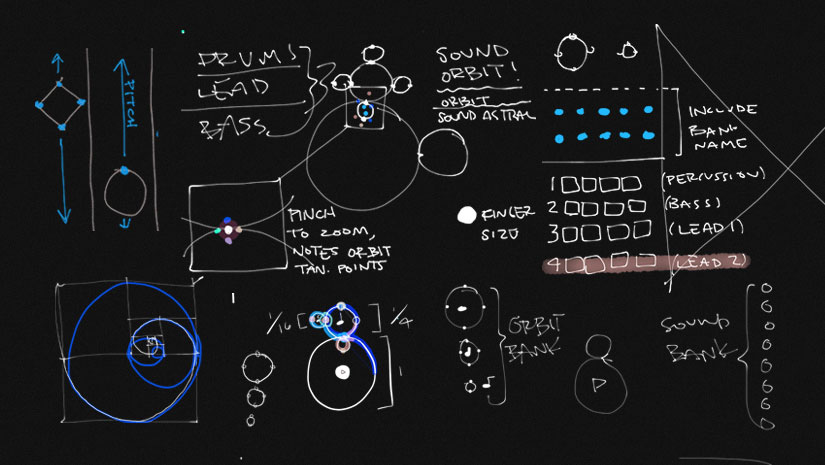 PITCH
DRUMS
LEAD
BASS
SOUND
ORBIT!
ORBIT
SOUND ASTRAL
INCLUDE
BANK
NAME
1 (PERCUSSION)
2 (BASS)
3 (LEAD 1)
4 (LEAD 2)
PINCH
TO ZOOM,
NOTES ORBIT
TAN. POINTS
FINGER
SIZE
1/16
1/4
1
ORBIT
BANK
SOUND
BANK